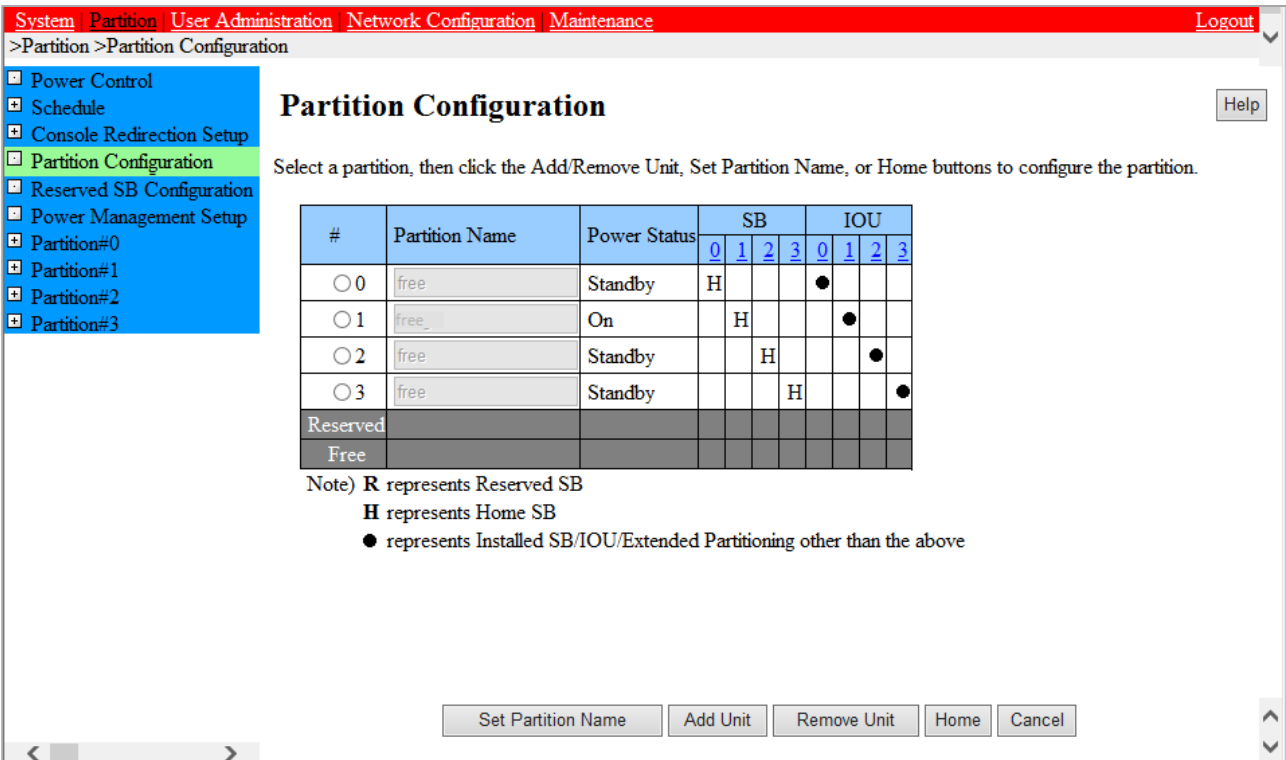 System | Partition | User Administration | Network Configuration | Maintenance Logout
>Partition >Partition Configuration
Power Control
Schedule
Console Redirection Setup
Partition Configuration
Reserved SB Configuration
Power Management Setup
Partition#0
Partition#1
Partition#2
Partition#3
Partition Configuration
Help
Select a partition, then click the Add/Remove Unit, Set Partition Name, or Home buttons to configure the partition.
# Partition Name Power Status SB IOU
0 1 2 3 0 1 2 3
0 free Standby H ●
1 free_ On H ●
2 free Standby H ●
3 free Standby H ●
Reserved
Free
Note) R represents Reserved SB
H represents Home SB
● represents Installed SB/IOU/Extended Partitioning other than the above
Set Partition Name Add Unit Remove Unit Home Cancel